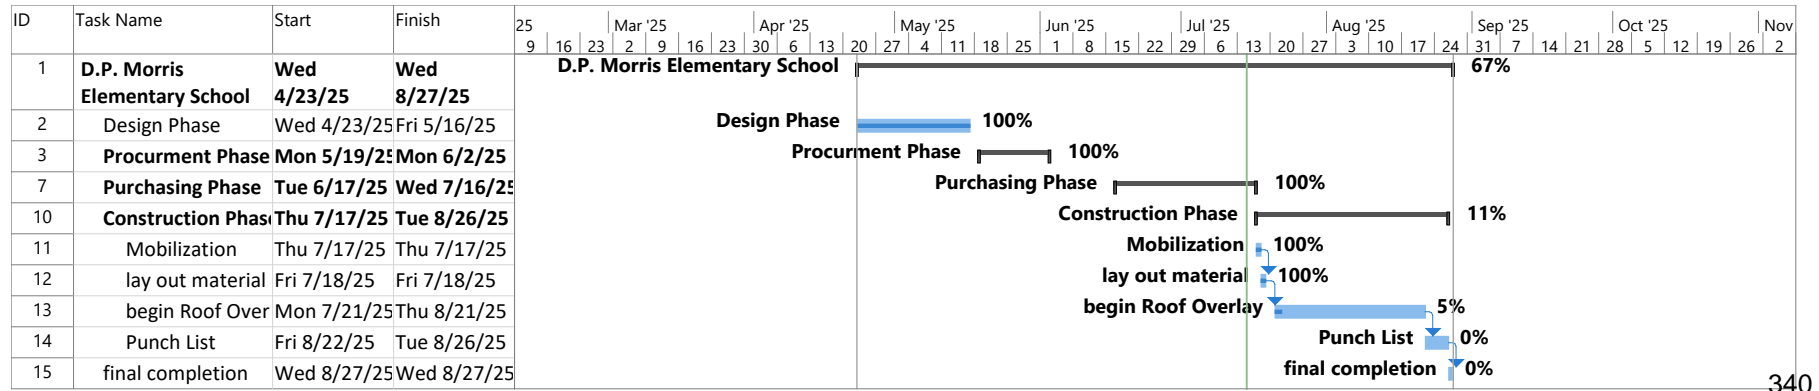 ID Task Name Start Finish 25 Mar '25 Apr '25 May '25 Jun '25 Jul '25 Aug '25 Sep '25 Oct '25 Nov
9 16 23 2 9 16 23 30 6 13 20 27 4 11 18 25 1 8 15 22 29 6 13 20 27 3 10 17 24 31 7 14 21 28 5 12 19 26 2
1 D.P. Morris Wed Wed D.P. Morris Elementary School 67%
Elementary School 4/23/25 8/27/25
2 Design Phase Wed 4/23/25 Fri 5/16/25 Design Phase 100%
3 Procurment Phase Mon 5/19/25 Mon 6/2/25 Procurment Phase 100%
7 Purchasing Phase Tue 6/17/25 Wed 7/16/25 Purchasing Phase 100%
10 Construction Phas Thu 7/17/25 Tue 8/26/25 Construction Phase 11%
11 Mobilization Thu 7/17/25 Thu 7/17/25 Mobilization 100%
12 lay out material Fri 7/18/25 Fri 7/18/25 lay out material 100%
13 begin Roof Over Mon 7/21/25 Thu 8/21/25 begin Roof Overlay 5%
14 Punch List Fri 8/22/25 Tue 8/26/25 Punch List 0%
15 final completion Wed 8/27/25 Wed 8/27/25 final completion 0%
340